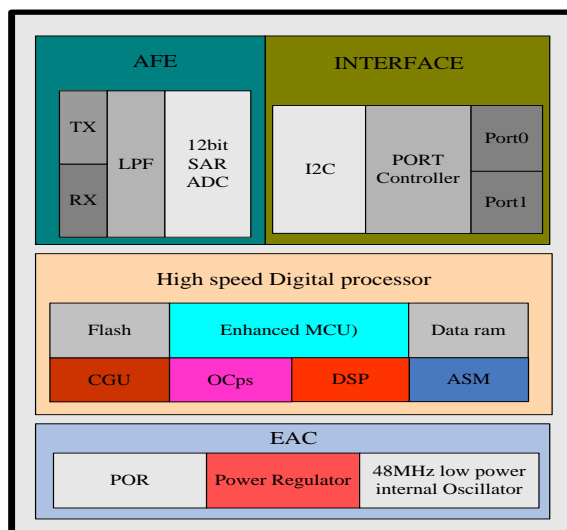 AFE
INTERFACE
TX
RX
LPF
12bit
SAR
ADC
I2C
PORT
Controller
Port0
Port1
High speed Digital processor
Flash
Enhanced MCU)
Data ram
CGU
OCps
DSP
ASM
EAC
POR
Power Regulator
48MHz low power
internal Oscillator